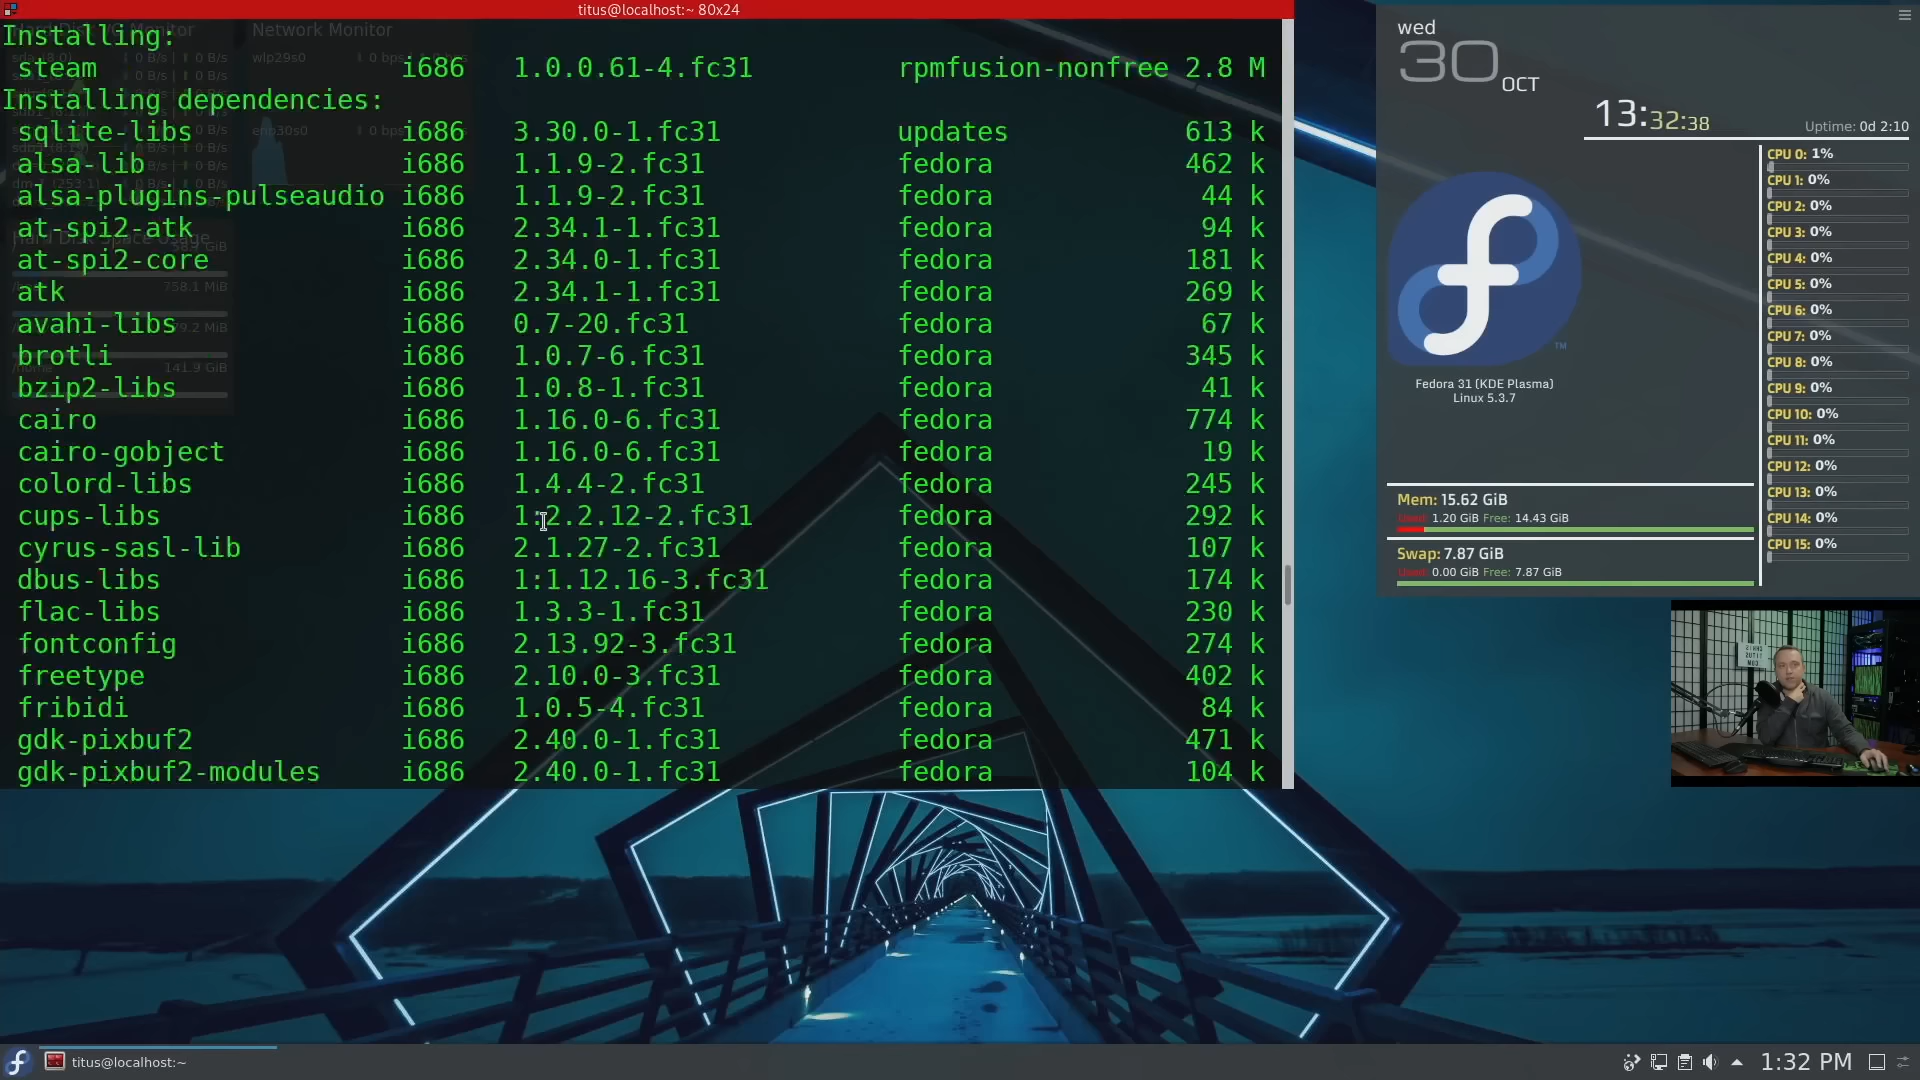 titus@localhost:~ 80x24
Installing:
steam i686 1.0.0.61-4.fc31 rpmfusion-nonfree 2.8 M
Installing dependencies:
sqlite-libs i686 3.30.0-1.fc31 updates 613 k
alsa-lib i686 1.1.9-2.fc31 fedora 462 k
alsa-plugins-pulseaudio i686 1.1.9-2.fc31 fedora 44 k
at-spi2-atk i686 2.34.1-1.fc31 fedora 94 k
at-spi2-core i686 2.34.0-1.fc31 fedora 181 k
atk i686 2.34.1-1.fc31 fedora 269 k
avahi-libs i686 0.7-20.fc31 fedora 67 k
brotli i686 1.0.7-6.fc31 fedora 345 k
bzip2-libs i686 1.0.8-1.fc31 fedora 41 k
cairo i686 1.16.0-6.fc31 fedora 774 k
cairo-gobject i686 1.16.0-6.fc31 fedora 19 k
colord-libs i686 1.4.4-2.fc31 fedora 245 k
cups-libs i686 1:2.2.12-2.fc31 fedora 292 k
cyrus-sasl-lib i686 2.1.27-2.fc31 fedora 107 k
dbus-libs i686 1:1.12.16-3.fc31 fedora 174 k
flac-libs i686 1.3.3-1.fc31 fedora 230 k
fontconfig i686 2.13.92-3.fc31 fedora 274 k
freetype i686 2.10.0-3.fc31 fedora 402 k
fribidi i686 1.0.5-4.fc31 fedora 84 k
gdk-pixbuf2 i686 2.40.0-1.fc31 fedora 471 k
gdk-pixbuf2-modules i686 2.40.0-1.fc31 fedora 104 k
Network Monitor
wlp29s0
Hard Disk Space Usage
758.1 MiB
141.9 GiB
wed
30
OCT
13:32:38
Uptime: 0d 2:10
TM
Fedora 31 (KDE Plasma)
Linux 5.3.7
CPU 0: 1%
CPU 1: 0%
CPU 2: 0%
CPU 3: 0%
CPU 4: 0%
CPU 5: 0%
CPU 6: 0%
CPU 7: 0%
CPU 8: 0%
CPU 9: 0%
CPU 10: 0%
CPU 11: 0%
CPU 12: 0%
CPU 13: 0%
CPU 14: 0%
CPU 15: 0%
Mem: 15.62 GiB
Used: 1.20 GiB Free: 14.43 GiB
Swap: 7.87 GiB
Used: 0.00 GiB Free: 7.87 GiB
titus@localhost:~
1:32 PM